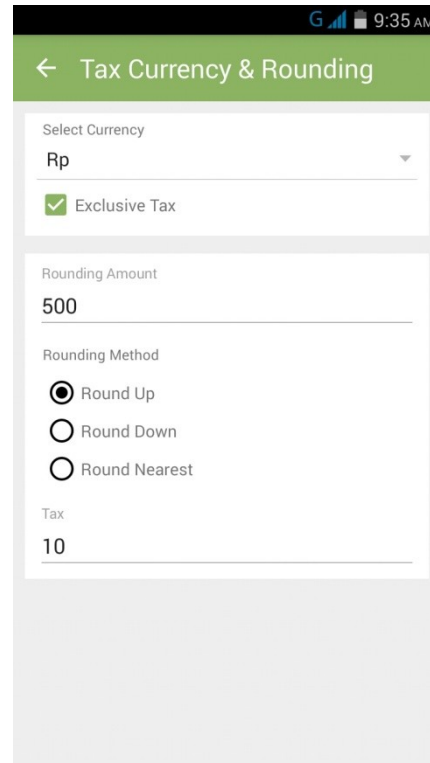 G 9:35 AM
Tax Currency & Rounding
Select Currency
Rp
Exclusive Tax
Rounding Amount
500
Rounding Method
Round Up
Round Down
Round Nearest
Tax
10